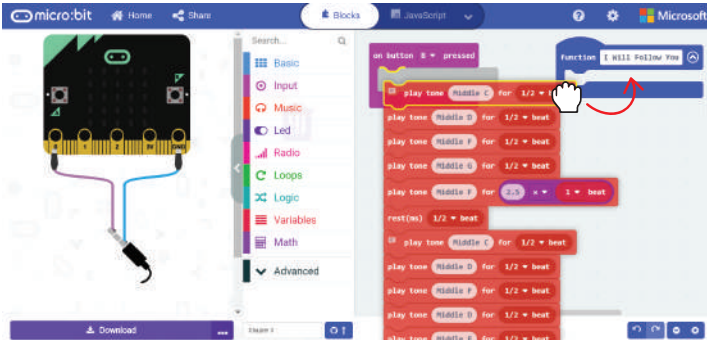 micro:bit Home Share Blocks JavaScript Microsoft
Search...
Basic
Input
Music
Led
Radio
Loops
Logic
Variables
Math
Advanced
0 1 2 3V GND
Download
on button B pressed
function I Will Follow You
play tone Middle C for 1/2 b
play tone Middle D for 1/2 beat
play tone Middle F for 1/2 beat
play tone Middle G for 1/2 beat
play tone Middle F for 2.5 x 1 beat
rest(ms) 1/2 beat
play tone Middle C for 1/2 beat
play tone Middle D for 1/2 beat
play tone Middle F for 1/2 beat
play tone Middle D for 1/2 beat
play tone Middle F for 1/2 beat